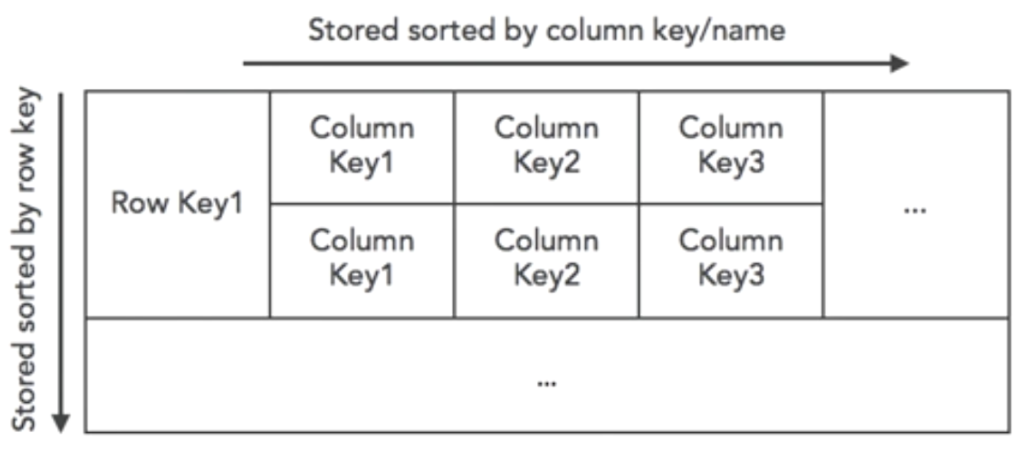 Stored sorted by column key/name
Stored sorted by row key
Row Key1
Column
Key1
Column
Key2
Column
Key3
...
Column
Key1
Column
Key2
Column
Key3
...